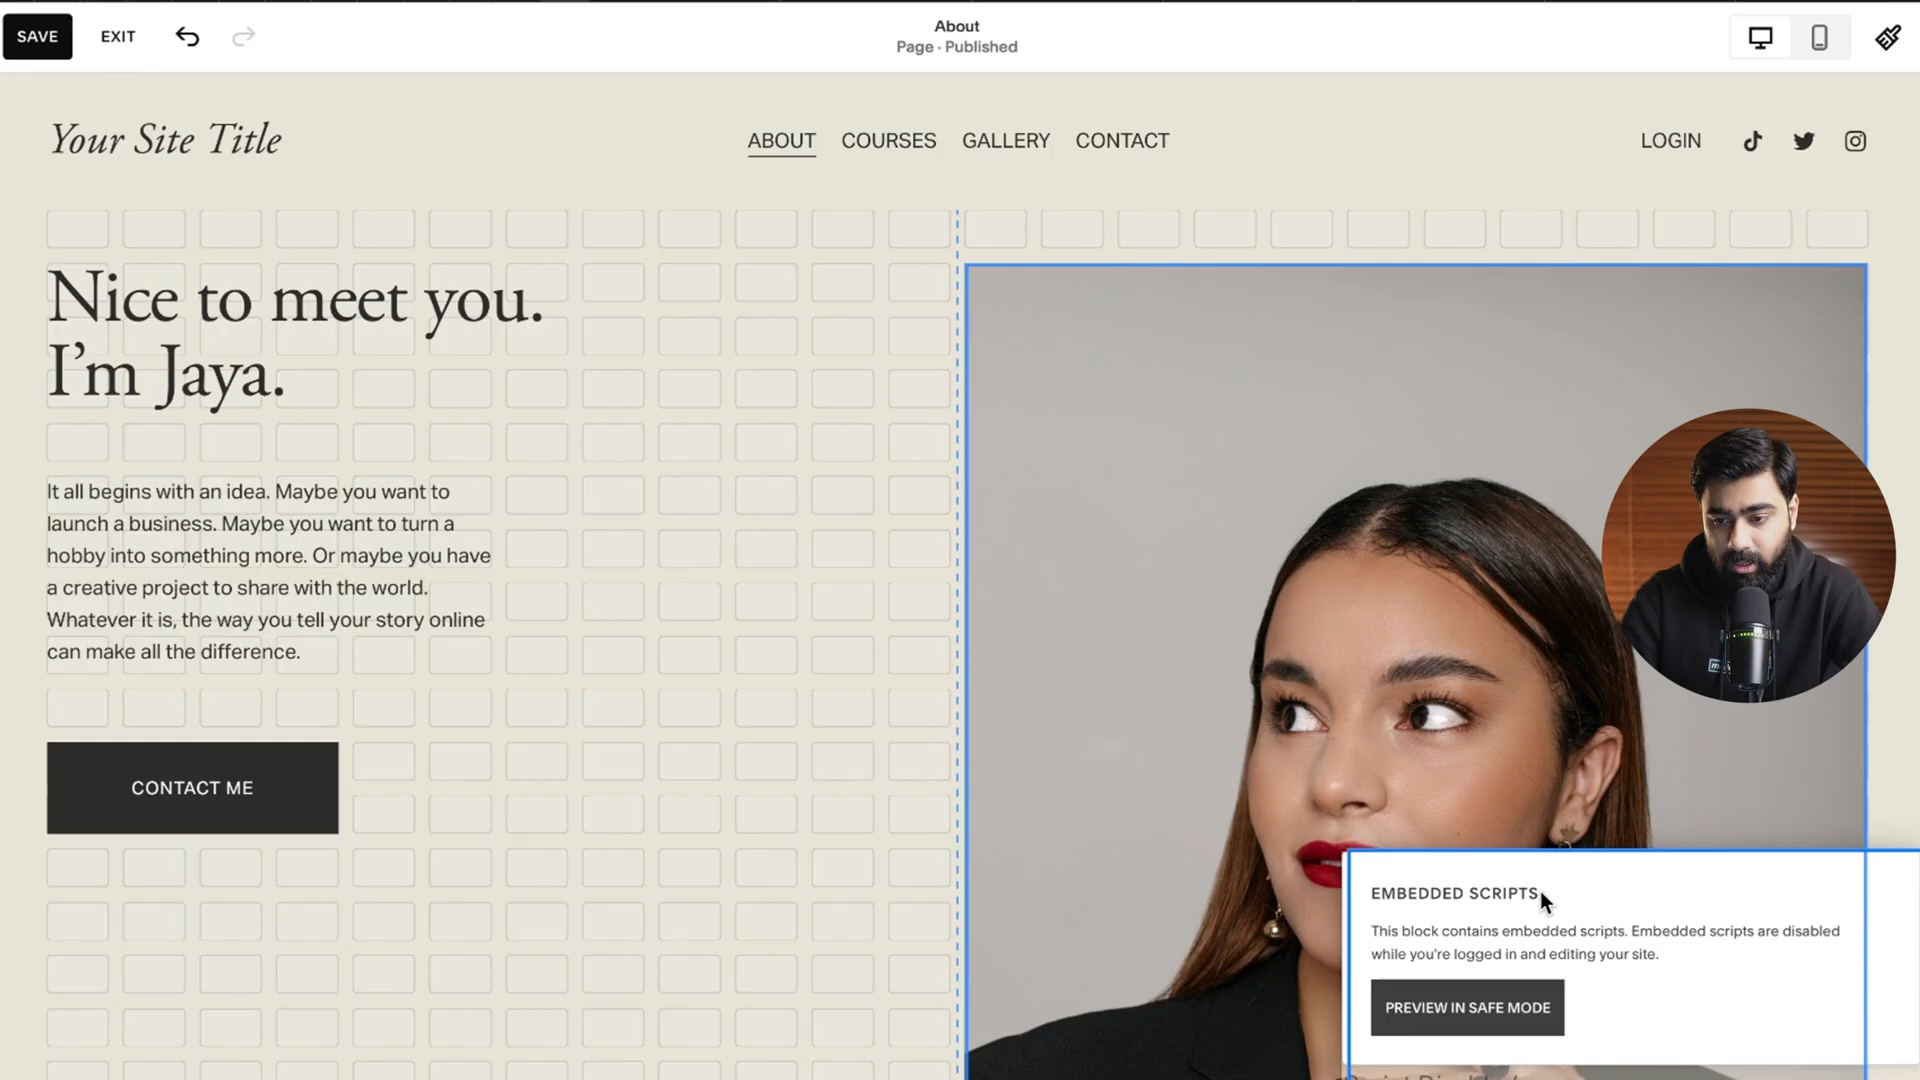 SAVE
EXIT
About
Page · Published
Your Site Title
ABOUT
COURSES
GALLERY
CONTACT
LOGIN
Nice to meet you.
I’m Jaya.
It all begins with an idea. Maybe you want to
launch a business. Maybe you want to turn a
hobby into something more. Or maybe you have
a creative project to share with the world.
Whatever it is, the way you tell your story online
can make all the difference.
CONTACT ME
EMBEDDED SCRIPTS
This block contains embedded scripts. Embedded scripts are disabled
while you're logged in and editing your site.
PREVIEW IN SAFE MODE